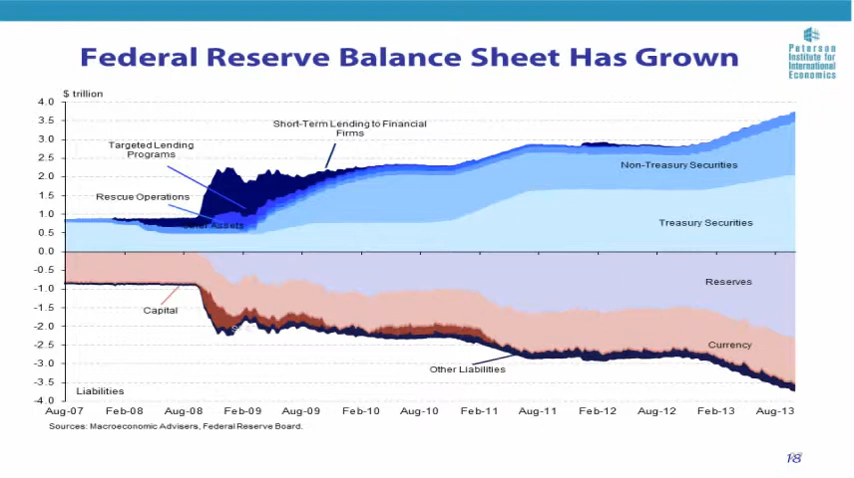 Federal Reserve Balance Sheet Has Grown
Peterson
Institute for
International
Economics
$ trillion
4.0
3.5
3.0
2.5
2.0
1.5
1.0
0.5
0.0
-0.5
-1.0
-1.5
-2.0
-2.5
-3.0
-3.5
-4.0
Short-Term Lending to Financial
Firms
Targeted Lending
Programs
Rescue Operations
Other Assets
Non-Treasury Securities
Treasury Securities
Reserves
Capital
Currency
Other Liabilities
Liabilities
Aug-07 Feb-08 Aug-08 Feb-09 Aug-09 Feb-10 Aug-10 Feb-11 Aug-11 Feb-12 Aug-12 Feb-13 Aug-13
Sources: Macroeconomic Advisers, Federal Reserve Board.